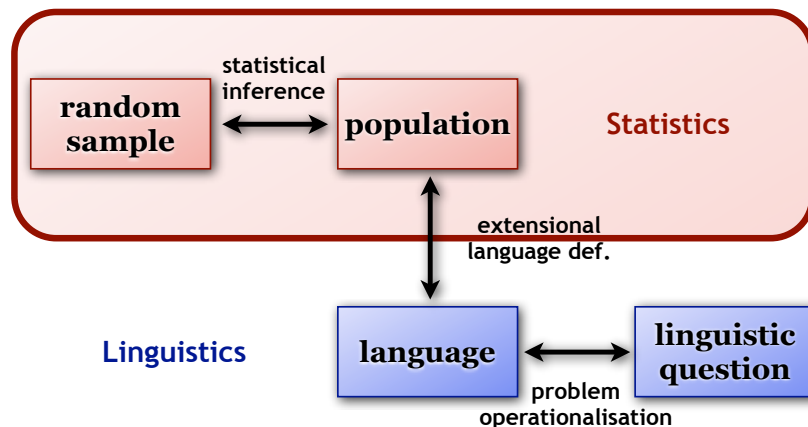 statistical
inference
random
sample
population
Statistics
extensional
language def.
Linguistics
language
linguistic
question
problem
operationalisation